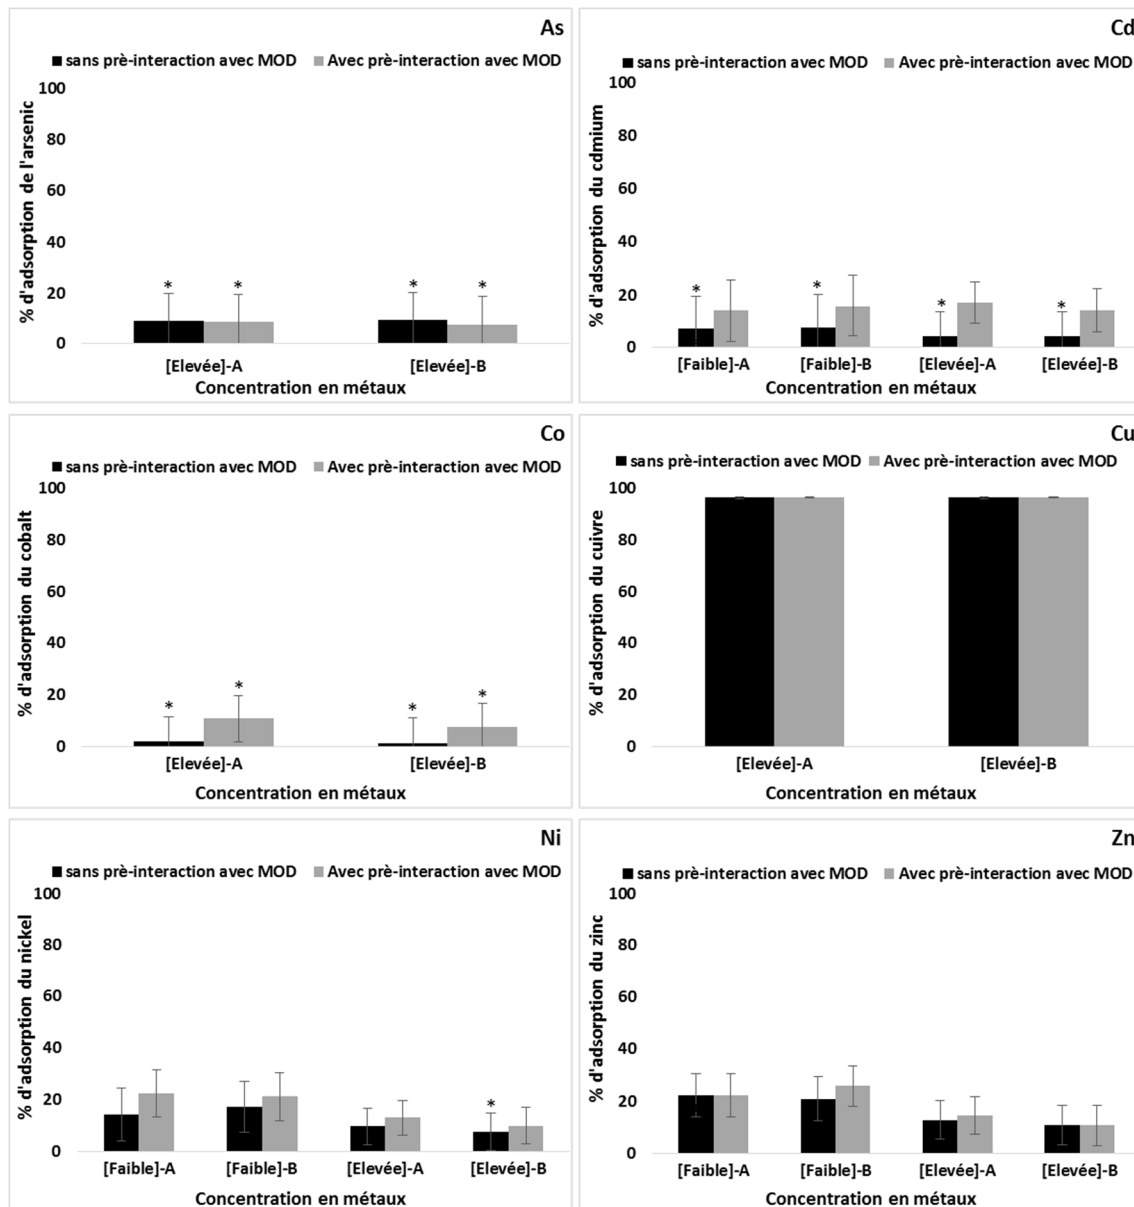 As
sans prè-interaction avec MOD Avec prè-interaction avec MOD
% d'adsorption de l'arsenic
100
80
60
40
20
0
* * * *
[Elevée]-A [Elevée]-B
Concentration en métaux
Cd
sans prè-interaction avec MOD Avec prè-interaction avec MOD
% d'adsorption du cdmium
100
80
60
40
20
0
* * * *
[Faible]-A [Faible]-B [Elevée]-A [Elevée]-B
Concentration en métaux
Co
sans prè-interaction avec MOD Avec prè-interaction avec MOD
% d'adsorption du cobalt
100
80
60
40
20
0
* * * *
[Elevée]-A [Elevée]-B
Concentration en métaux
Cu
sans prè-interaction avec MOD Avec prè-interaction avec MOD
% d'adsorption du cuivre
100
80
60
40
20
0
[Elevée]-A [Elevée]-B
Concentration en métaux
Ni
sans prè-interaction avec MOD Avec prè-interaction avec MOD
% d'adsorption du nickel
100
80
60
40
20
0
*
[Faible]-A [Faible]-B [Elevée]-A [Elevée]-B
Concentration en métaux
Zn
sans prè-interaction avec MOD Avec prè-interaction avec MOD
% d'adsorption du zinc
100
80
60
40
20
0
[Faible]-A [Faible]-B [Elevée]-A [Elevée]-B
Concentration en métaux